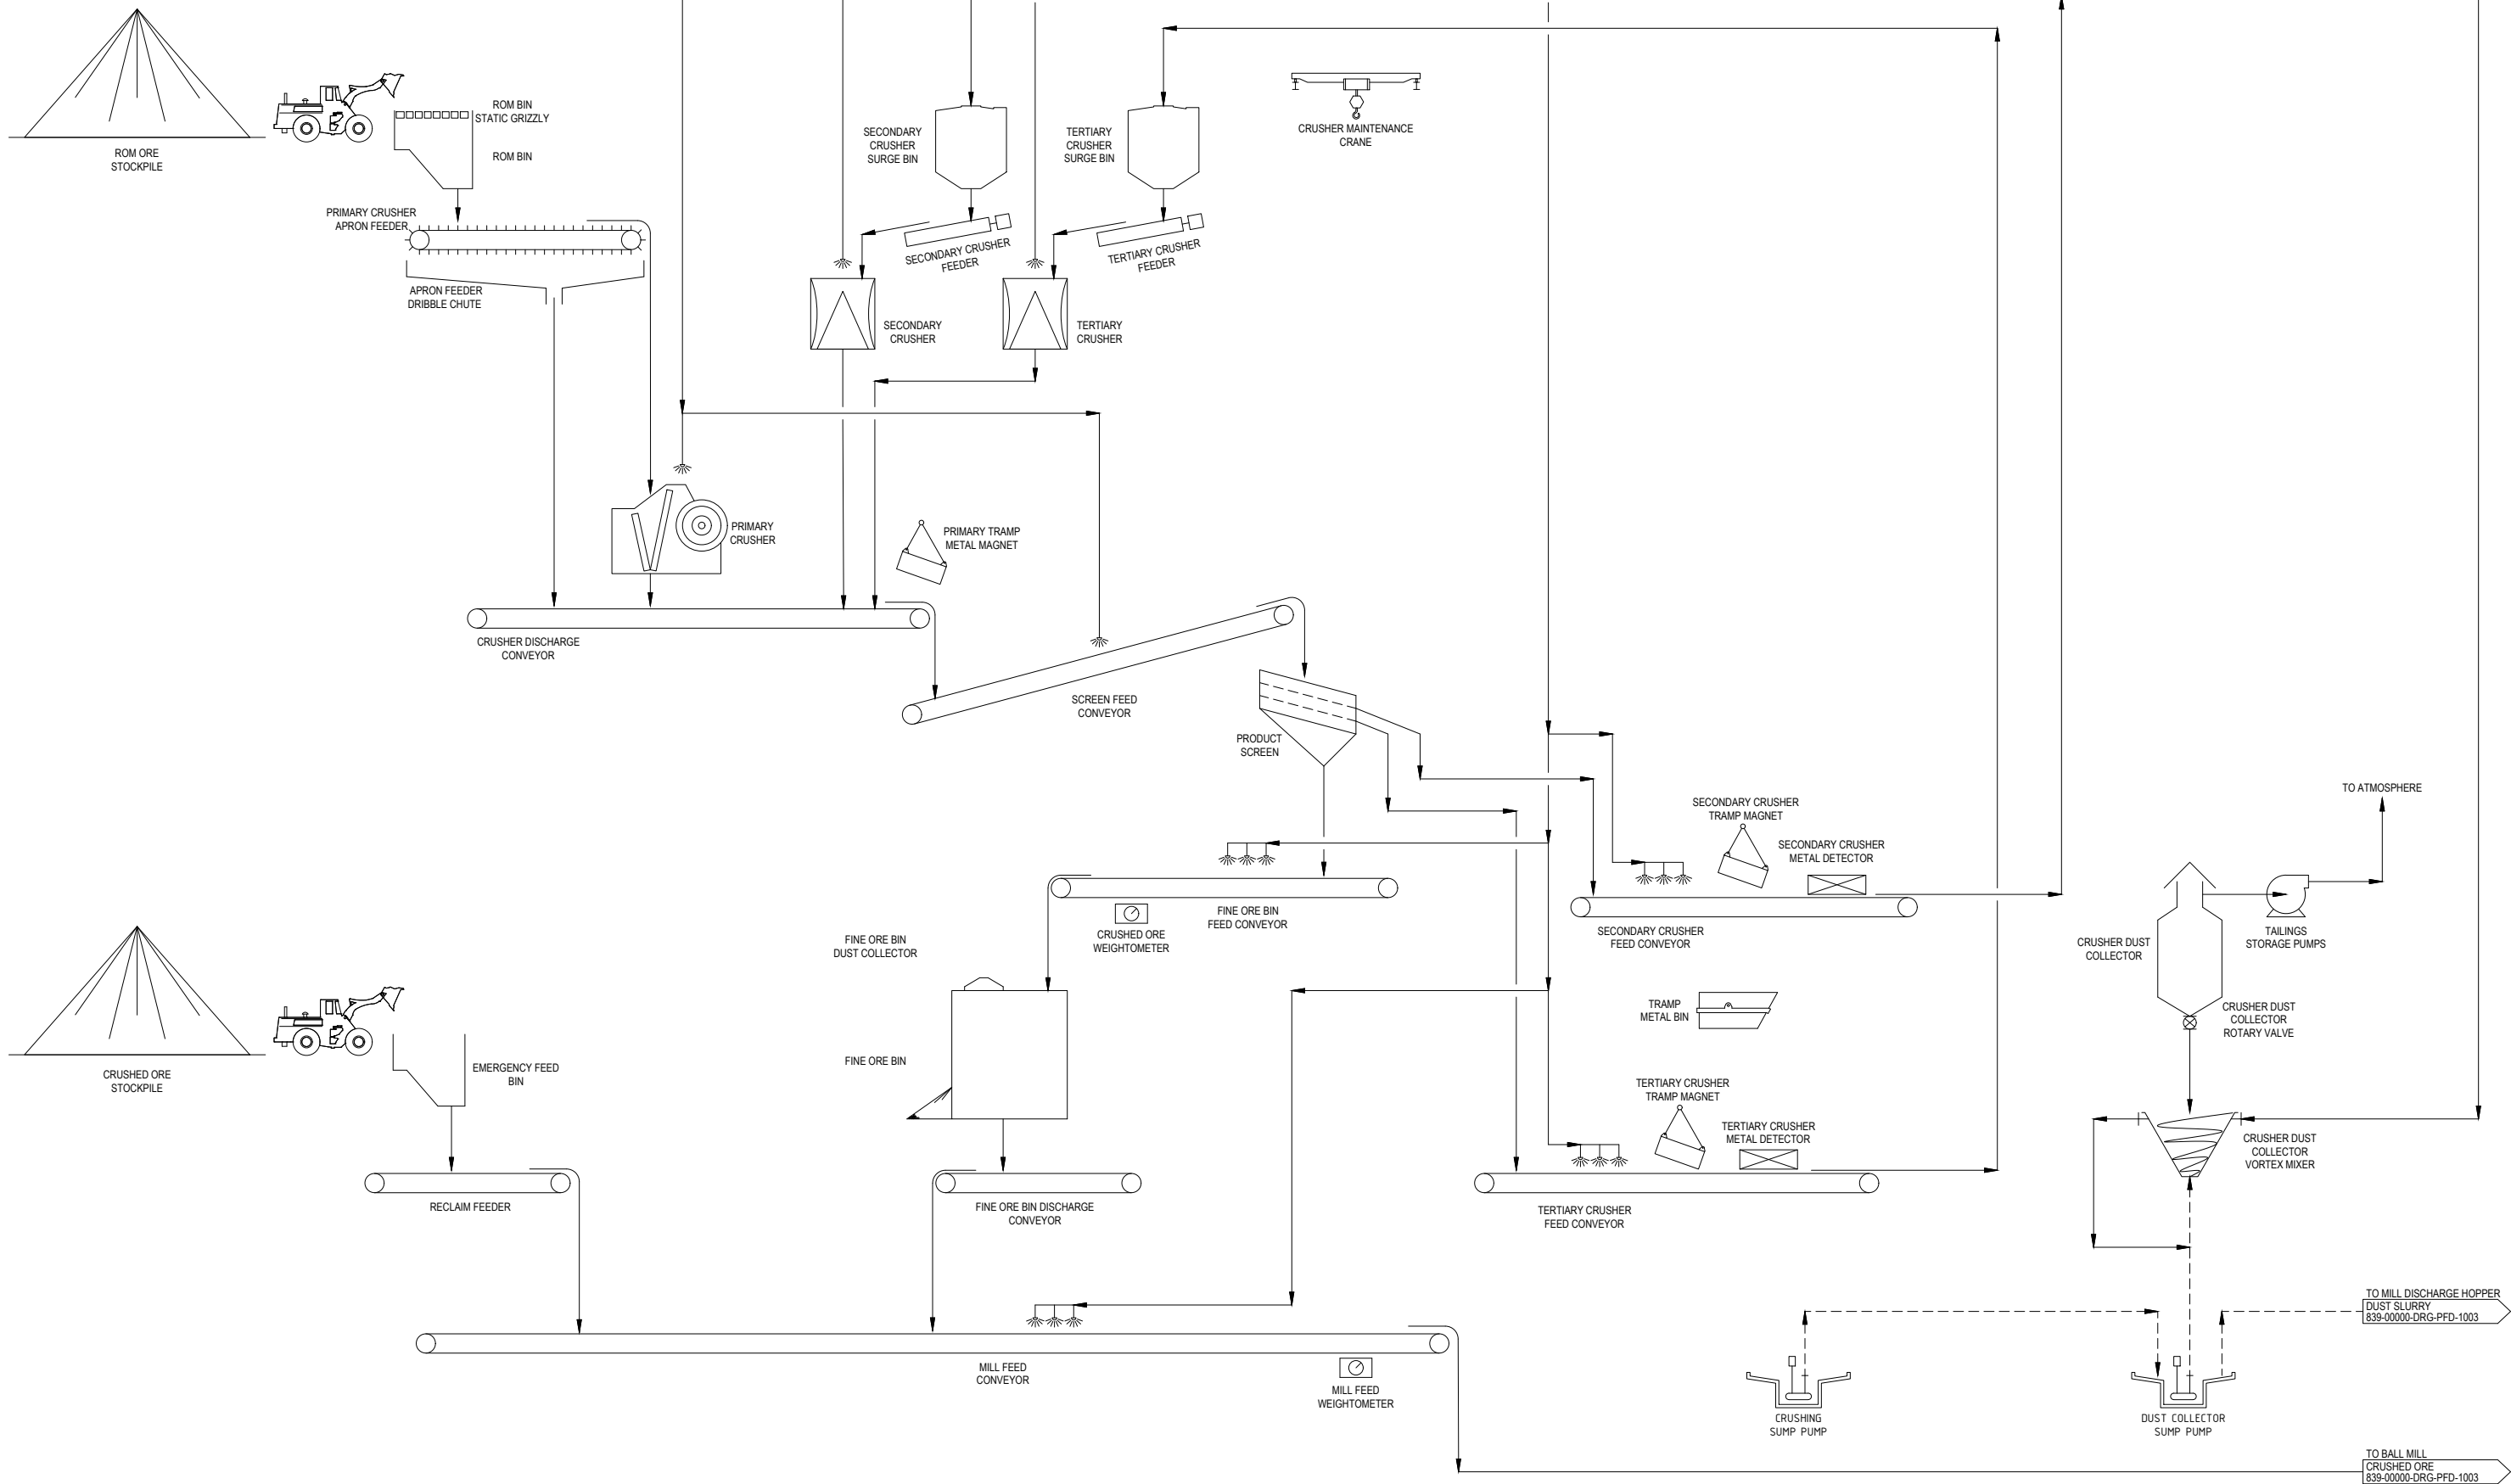 ROM ORE
STOCKPILE
ROM BIN
STATIC GRIZZLY
ROM BIN
PRIMARY CRUSHER
APRON FEEDER
APRON FEEDER
DRIBBLE CHUTE
SECONDARY
CRUSHER
SURGE BIN
TERTIARY
CRUSHER
SURGE BIN
CRUSHER MAINTENANCE
CRANE
SECONDARY CRUSHER
FEEDER
TERTIARY CRUSHER
FEEDER
SECONDARY
CRUSHER
TERTIARY
CRUSHER
PRIMARY
CRUSHER
PRIMARY TRAMP
METAL MAGNET
CRUSHER DISCHARGE
CONVEYOR
SCREEN FEED
CONVEYOR
PRODUCT
SCREEN
SECONDARY CRUSHER
TRAMP MAGNET
SECONDARY CRUSHER
METAL DETECTOR
TO ATMOSPHERE
FINE ORE BIN
FEED CONVEYOR
CRUSHED ORE
WEIGHTOMETER
SECONDARY CRUSHER
FEED CONVEYOR
FINE ORE BIN
DUST COLLECTOR
CRUSHER DUST
COLLECTOR
TAILINGS
STORAGE PUMPS
TRAMP
METAL BIN
CRUSHER DUST
COLLECTOR
ROTARY VALVE
CRUSHED ORE
STOCKPILE
EMERGENCY FEED
BIN
FINE ORE BIN
TERTIARY CRUSHER
TRAMP MAGNET
TERTIARY CRUSHER
METAL DETECTOR
CRUSHER DUST
COLLECTOR
VORTEX MIXER
RECLAIM FEEDER
FINE ORE BIN DISCHARGE
CONVEYOR
TERTIARY CRUSHER
FEED CONVEYOR
TO MILL DISCHARGE HOPPER
DUST SLURRY
839-00000-DRG-PFD-1003
MILL FEED
CONVEYOR
MILL FEED
WEIGHTOMETER
CRUSHING
SUMP PUMP
DUST COLLECTOR
SUMP PUMP
TO BALL MILL
CRUSHED ORE
839-00000-DRG-PFD-1003